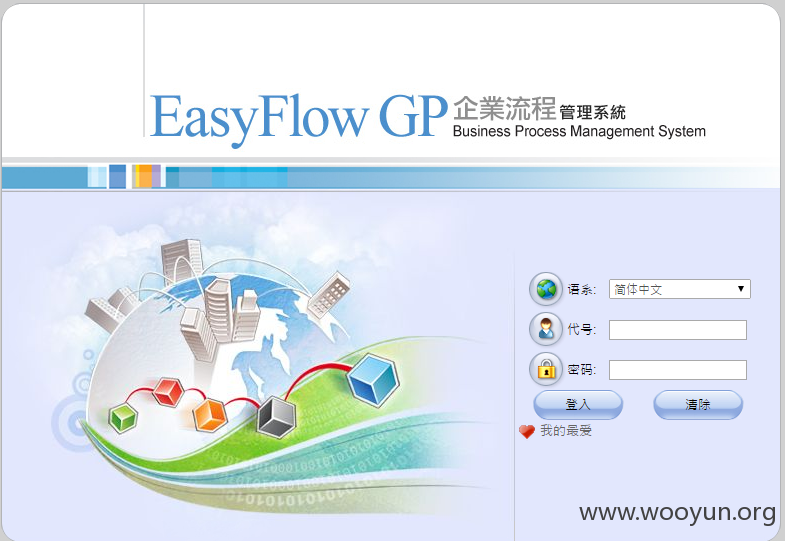 EasyFlow GP 企業流程管理系統
Business Process Management System
语系: 简体中文
代号:
密码:
登入 清除
我的最爱
www.wooyun.org